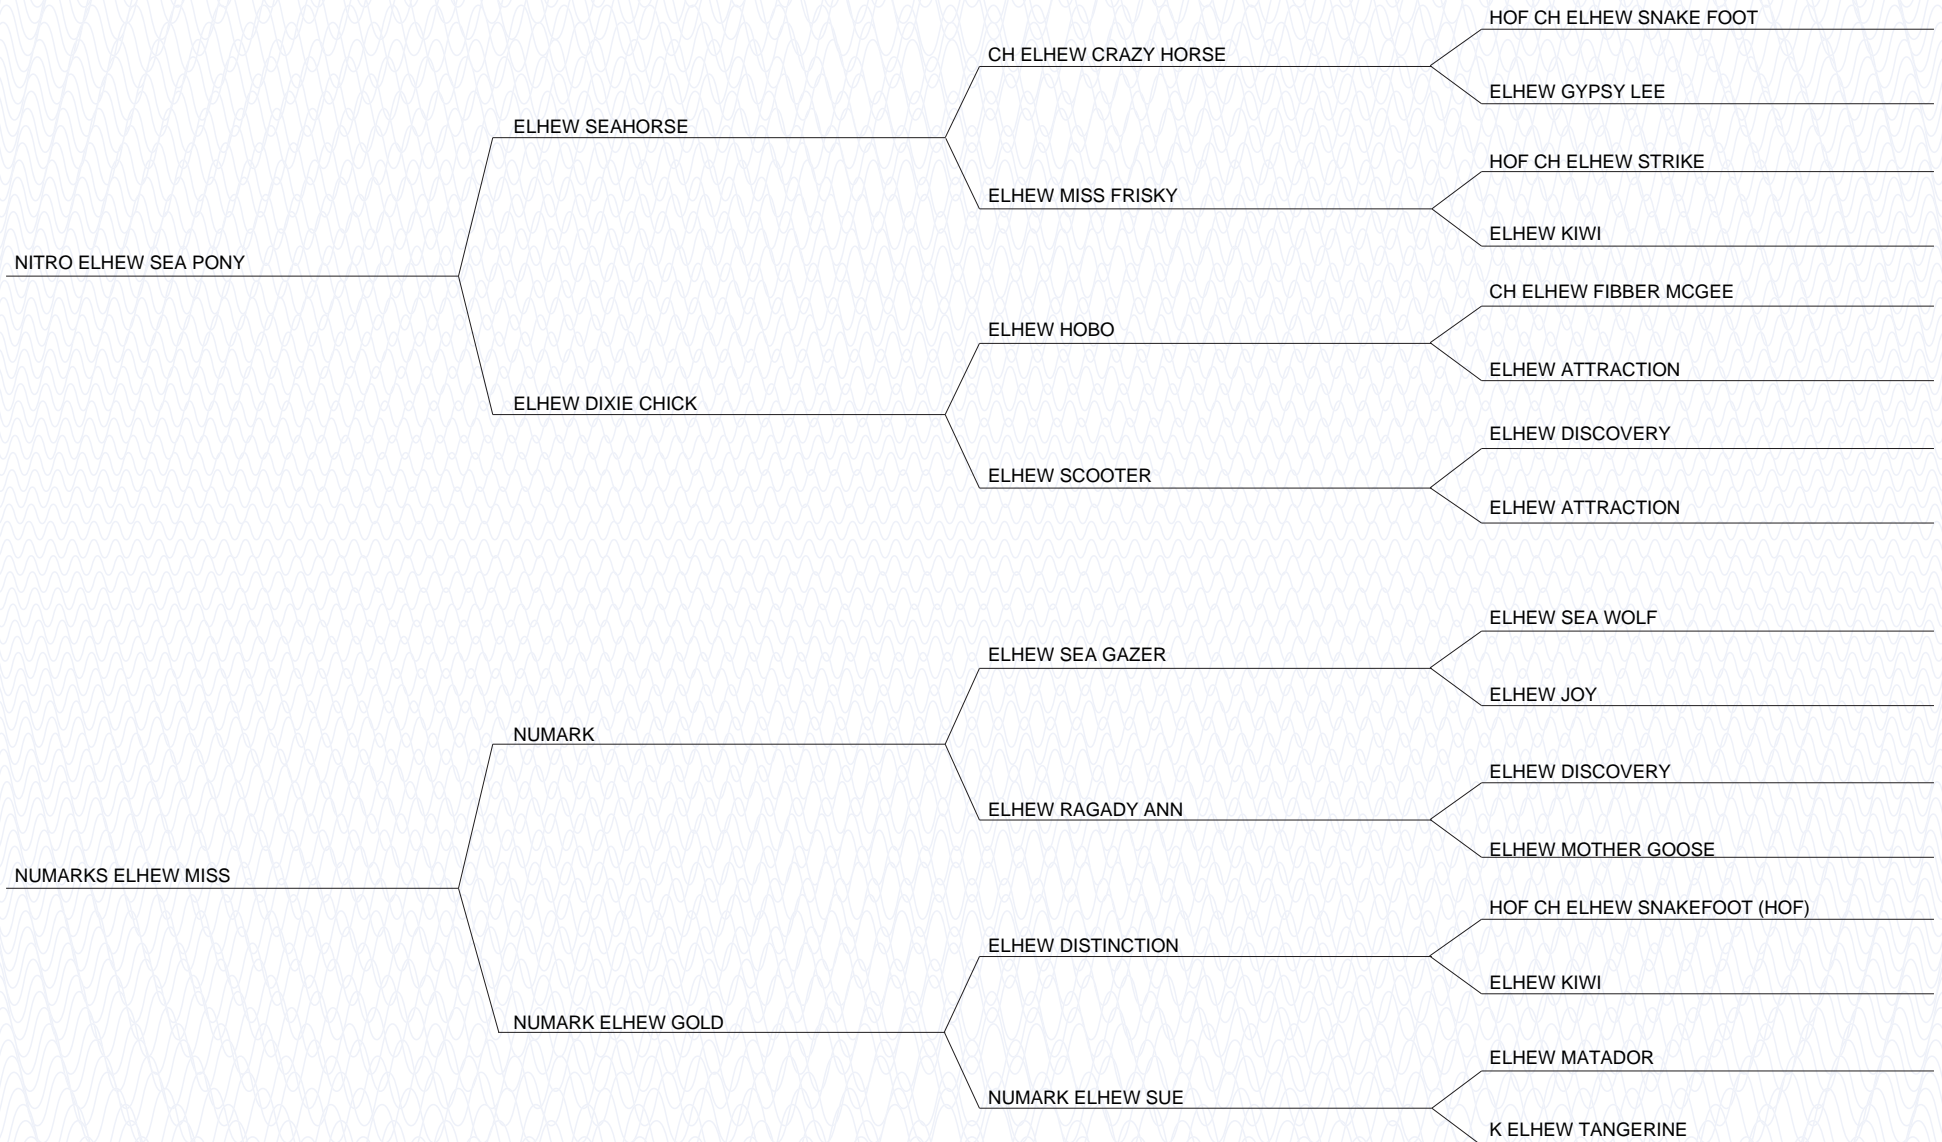 HOF CH ELHEW SNAKE FOOT
CH ELHEW CRAZY HORSE
ELHEW GYPSY LEE
ELHEW SEAHORSE
HOF CH ELHEW STRIKE
ELHEW MISS FRISKY
ELHEW KIWI
NITRO ELHEW SEA PONY
CH ELHEW FIBBER MCGEE
ELHEW HOBO
ELHEW ATTRACTION
ELHEW DIXIE CHICK
ELHEW DISCOVERY
ELHEW SCOOTER
ELHEW ATTRACTION
ELHEW SEA WOLF
ELHEW SEA GAZER
ELHEW JOY
NUMARK
ELHEW DISCOVERY
ELHEW RAGADY ANN
ELHEW MOTHER GOOSE
NUMARKS ELHEW MISS
HOF CH ELHEW SNAKEFOOT (HOF)
ELHEW DISTINCTION
ELHEW KIWI
NUMARK ELHEW GOLD
ELHEW MATADOR
NUMARK ELHEW SUE
K ELHEW TANGERINE